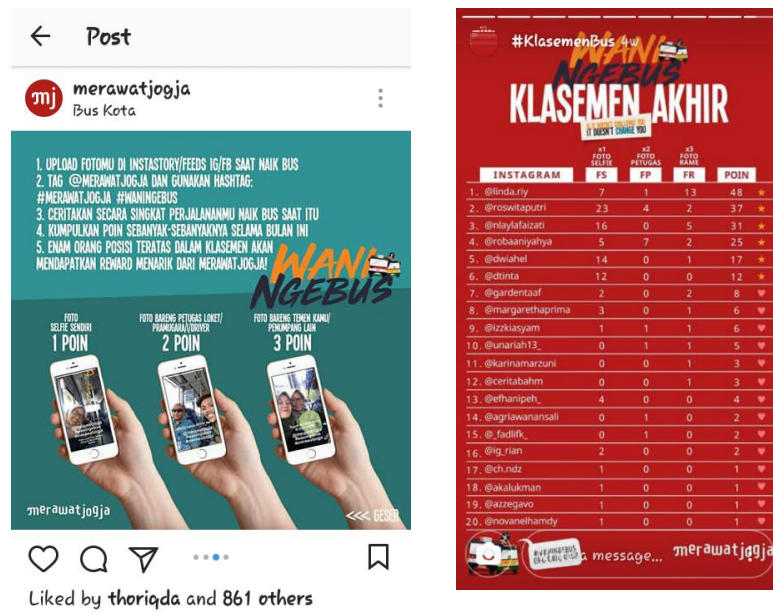 Post
mj
merawatjogja
Bus Kota
1. UPLOAD FOTOMU DI INSTASTORY/FEEDS IG/FB SAAT NAIK BUS
2. TAG @MERAWATJOGJA DAN GUNAKAN HASHTAG:
#MERAWATJOGJA #WANINGEBUS
3. CERITAKAN SECARA SINGKAT PERJALANANMU NAIK BUS SAAT ITU
4. KUMPULKAN POIN SEBANYAK-SEBANYAKNYA SELAMA BULAN INI
5. ENAM ORANG POSISI TERATAS DALAM KLASEMEN AKAN
MENDAPATKAN REWARD MENARIK DARI MERAWATJOGJA!
WANI
NGEBUS
FOTO
SELFIE SENDIRI
1 POIN
FOTO BARENG PETUGAS LOKET/
PRAMUGARA/I/DRIVER
2 POIN
FOTO BARENG TEMEN KAMU/
PENUMPANG LAIN
3 POIN
merawatjogja
<<< GESER
Liked by thoriqda and 861 others
#KlasemenBus 4w
WANI
NGEBUS
KLASEMEN AKHIR
IF IT DOESN'T CHALLENGE YOU
IT DOESN'T CHANGE YOU
x1 FOTO SELFIE x2 FOTO PETUGAS x3 FOTO RAME
INSTAGRAM FS FP FR POIN
1. @linda.riy 7 1 13 48
2. @roswitaputri 23 4 2 37
3. @nlaylafaizati 16 0 5 31
4. @robaaniyahya 5 7 2 25
5. @dwiahel 14 0 1 17
6. @dtinta 12 0 0 12
7. @gardentaaf 2 0 2 8
8. @margarethaprima 3 0 1 6
9. @izzkiasyam 1 1 1 6
10. @unariah13_ 0 1 1 5
11. @karinamarzuni 0 0 1 3
12. @ceritabahm 0 0 1 3
13. @efhanipeh_ 4 0 0 4
14. @agriawanansali 0 1 0 2
15. @_fadlifk_ 0 1 0 2
16. @ig_rian 2 0 0 2
17. @ch.ndz 1 0 0 1
18. @akalukman 1 0 0 1
19. @azzegavo 1 0 0 1
20. @novanelhamdy 1 0 0 1
a message...
merawatjogja